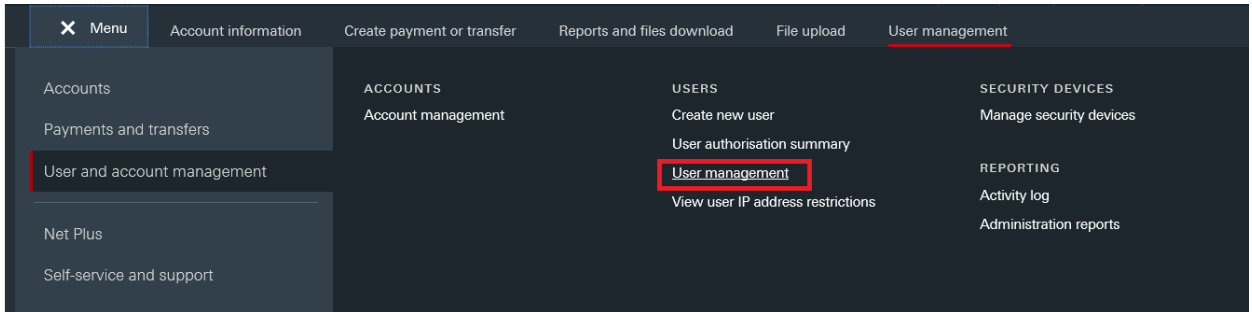 Menu
Account information
Create payment or transfer
Reports and files download
File upload
User management
Accounts
Payments and transfers
User and account management
Net Plus
Self-service and support
ACCOUNTS
Account management
USERS
Create new user
User authorisation summary
User management
View user IP address restrictions
SECURITY DEVICES
Manage security devices
REPORTING
Activity log
Administration reports